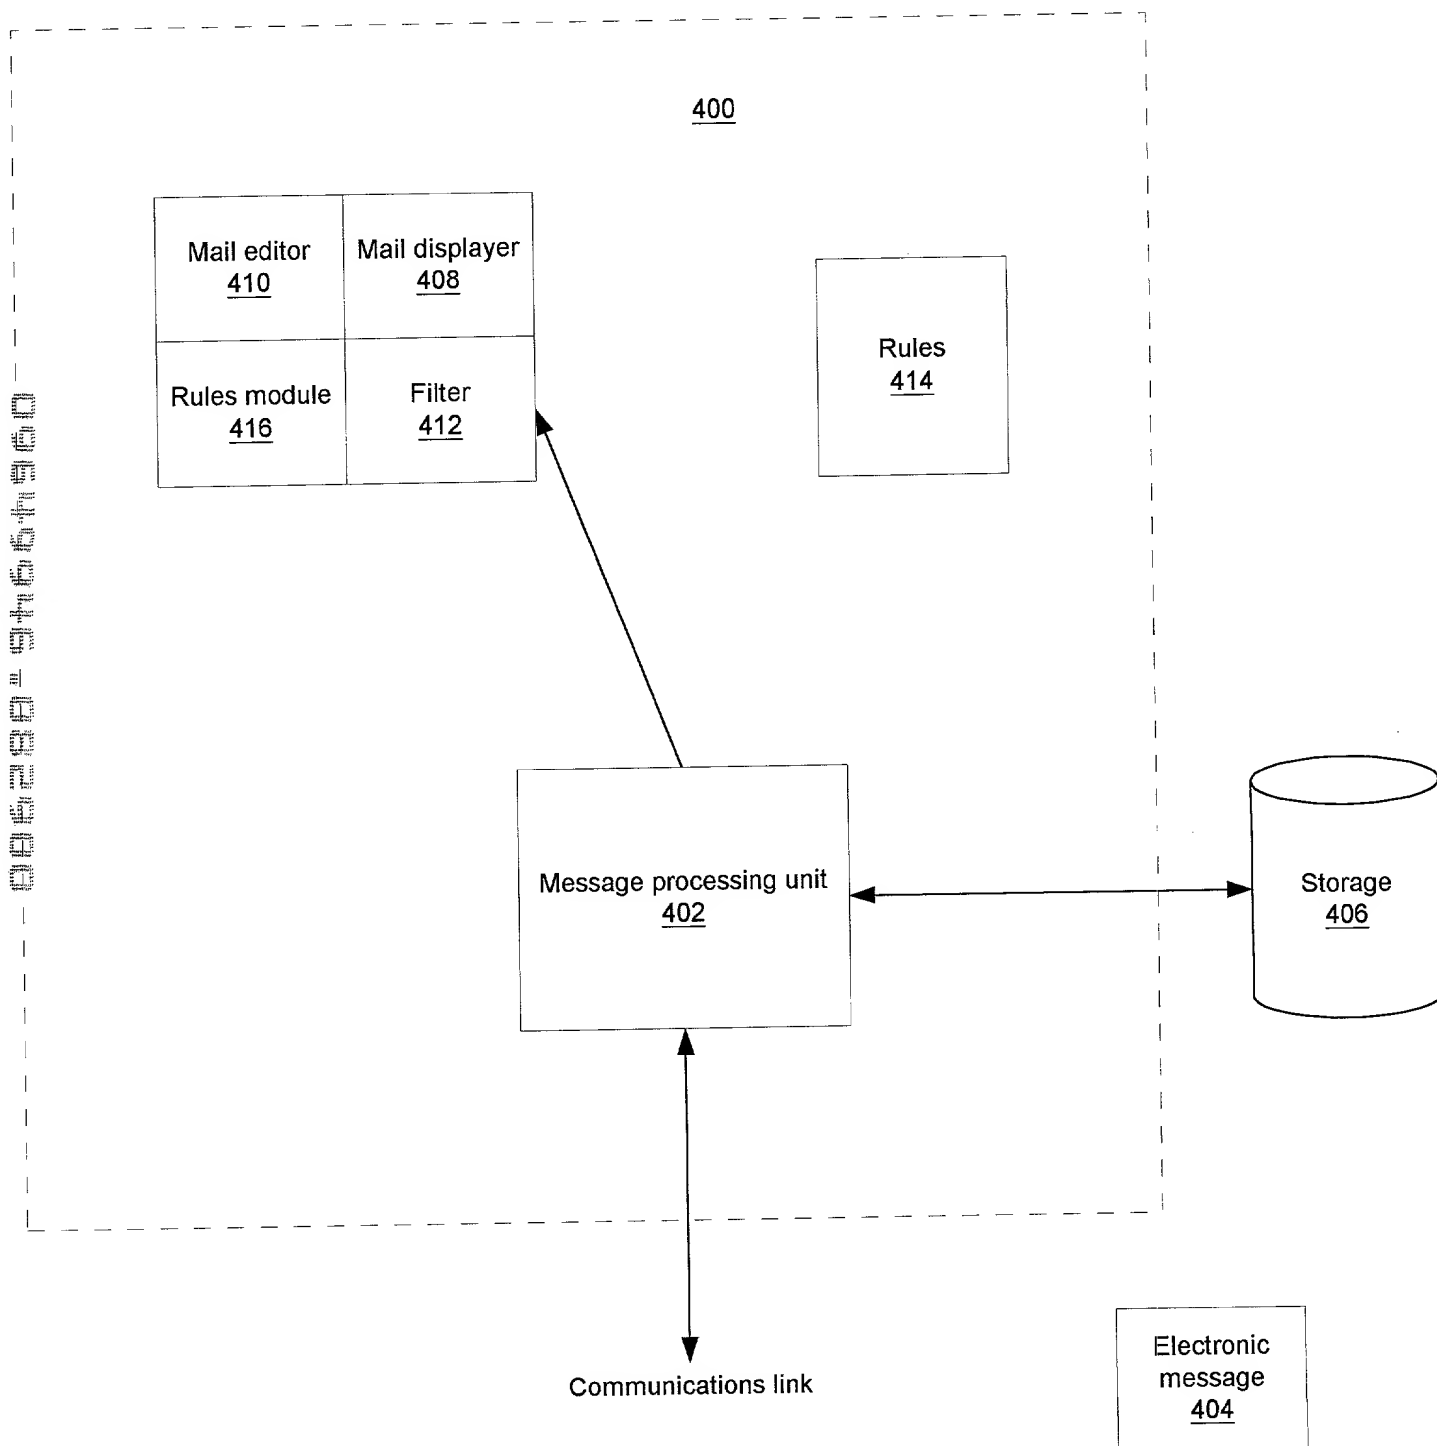 400
Mail editor
410
Mail displayer
408
Rules module
416
Filter
412
Rules
414
Message processing unit
402
Storage
406
Communications link
Electronic
message
404